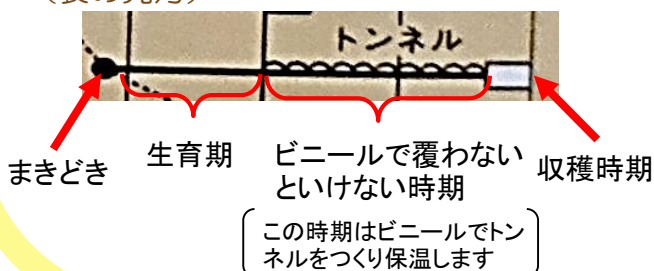 トンネル
まきどき
生育期
ビニールで覆わない
といけない時期
収穫時期
この時期はビニールでトン
ネルをつくり保温します